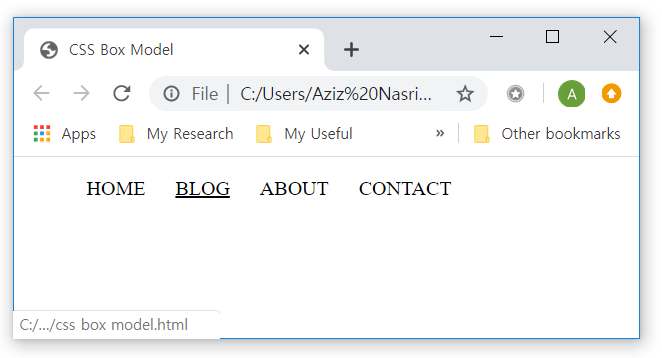 CSS Box Model
File | C:/Users/Aziz%20Nasri...
A
Apps My Research My Useful » Other bookmarks
HOME BLOG ABOUT CONTACT
C:/.../css box model.html